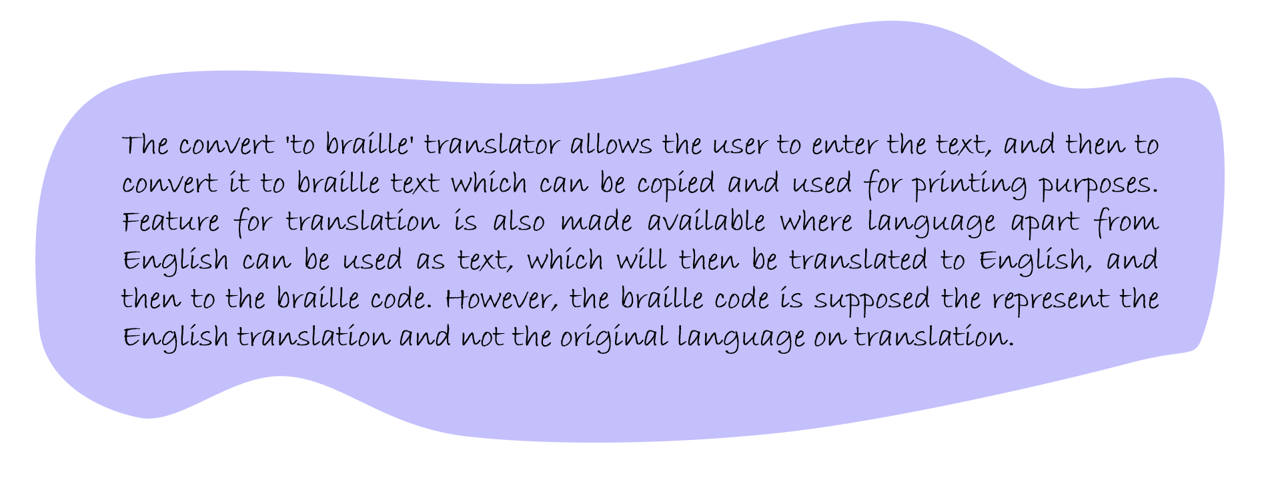 The convert 'to braille' translator allows the user to enter the text, and then to
convert it to braille text which can be copied and used for printing purposes.
Feature for translation is also made available where language apart from
English can be used as text, which will then be translated to English, and
then to the braille code. However, the braille code is supposed the represent the
English translation and not the original language on translation.